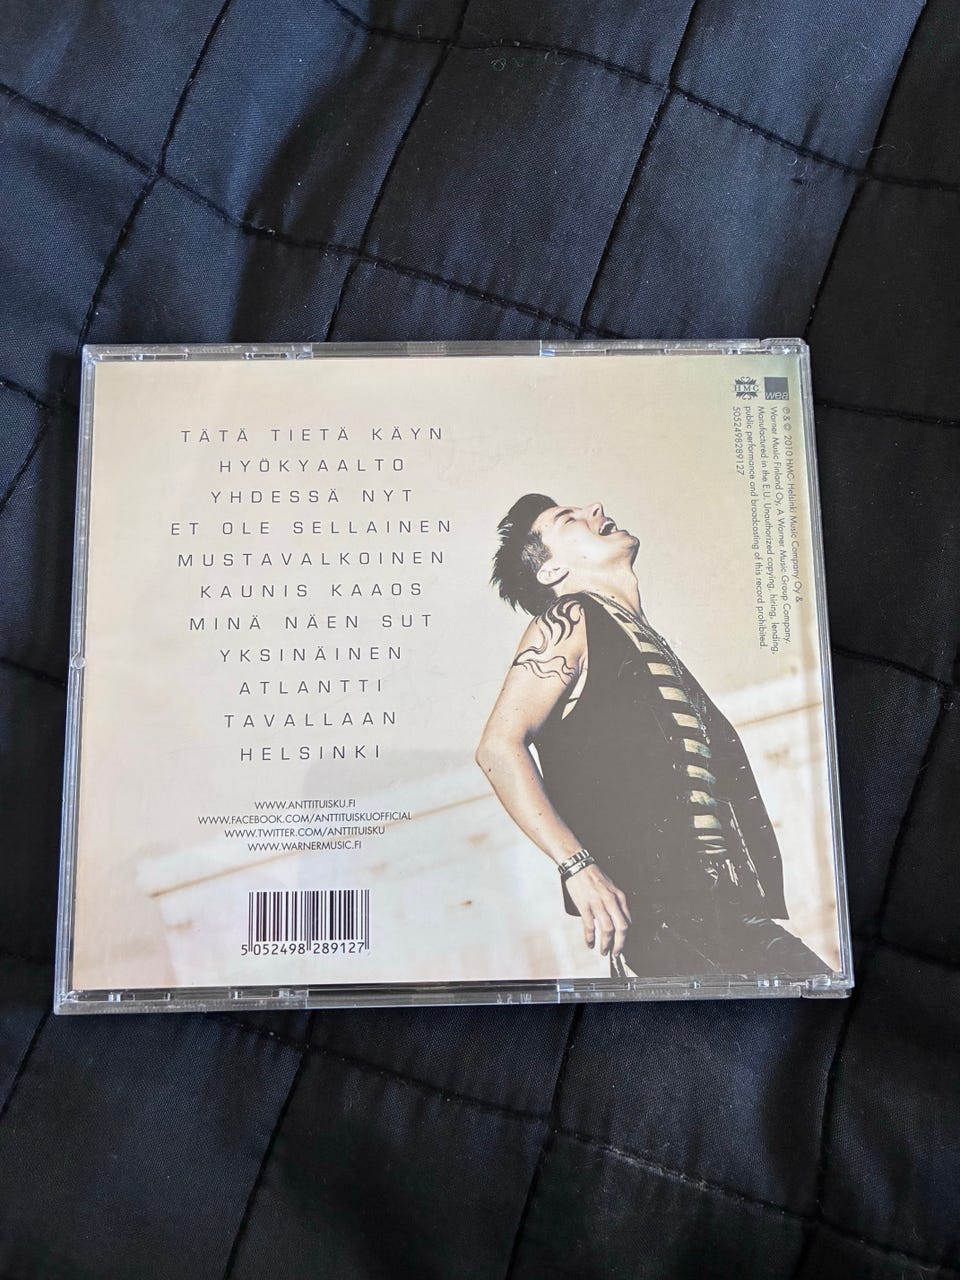 TÄTÄ TIETÄ KÄYN
HYÖKYAALTO
YHDESSÄ NYT
ET OLE SELLAINEN
MUSTAVALKOINEN
KAUNIS KAAOS
MINÄ NÄEN SUT
YKSINÄINEN
ATLANTTI
TAVALLAAN
HELSINKI
WWW.ANTTITUISKU.FI
WWW.FACEBOOK.COM/ANTTITUISKUOFFICIAL
WWW.TWITTER.COM/ANTTITUISKU
WWW.WARNERMUSIC.FI
5 052498 289127
HMC
wea
℗ & © 2010 HMC-Helsinki Music Company Oy &
Warner Music Finland Oy, A Warner Music Group Company.
Manufactured in the E.U. Unauthorized copying, hiring, lending,
public performance and broadcasting of this record prohibited.
5052498289127